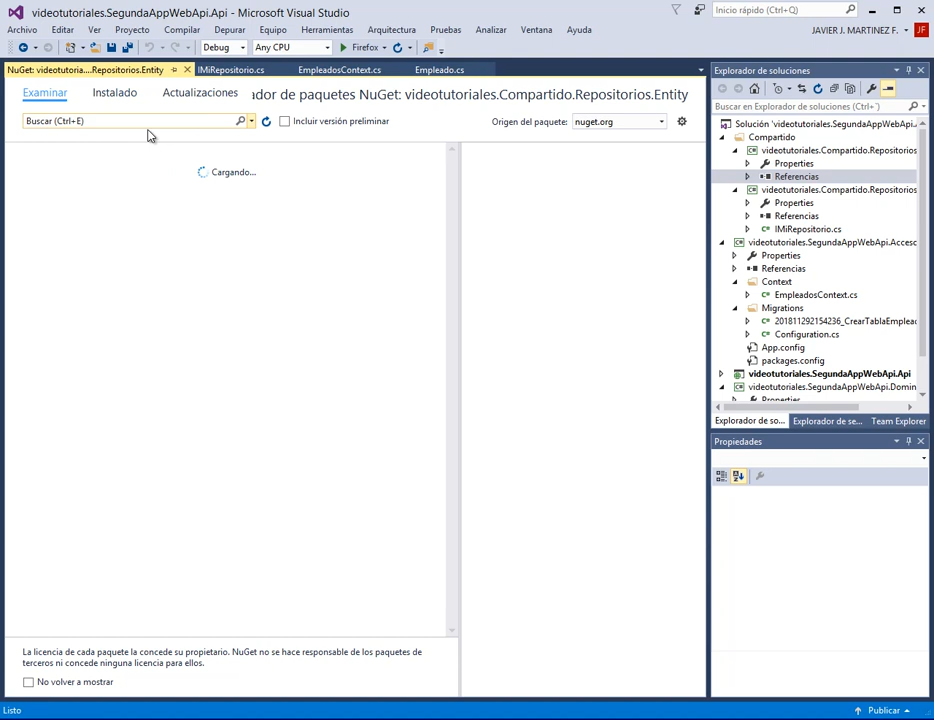 videotutoriales.SegundaAppWebApi.Api - Microsoft Visual Studio
Inicio rápido (Ctrl+Q)
Archivo Editar Ver Proyecto Compilar Depurar Equipo Herramientas Arquitectura Pruebas Analizar Ventana Ayuda
JAVIER J. MARTINEZ F.
JF
Debug Any CPU Firefox
NuGet: videotutoria....Repositorios.Entity IMiRepositorio.cs EmpleadosContext.cs Empleado.cs
Examinar Instalado Actualizaciones
ador de paquetes NuGet: videotutoriales.Compartido.Repositorios.Entity
Buscar (Ctrl+E)
Incluir versión preliminar
Origen del paquete: nuget.org
Cargando...
La licencia de cada paquete la concede su propietario. NuGet no se hace responsable de los paquetes de
terceros ni concede ninguna licencia para ellos.
No volver a mostrar
Explorador de soluciones
Buscar en Explorador de soluciones (Ctrl+´)
Solución 'videotutoriales.SegundaAppWebApi.
Compartido
videotutoriales.Compartido.Repositorios
Properties
Referencias
videotutoriales.Compartido.Repositorios
Properties
Referencias
IMiRepositorio.cs
videotutoriales.SegundaAppWebApi.Acceso
Properties
Referencias
Context
EmpleadosContext.cs
Migrations
201811292154236_CrearTablaEmplead
Configuration.cs
App.config
packages.config
videotutoriales.SegundaAppWebApi.Api
videotutoriales.SegundaAppWebApi.Domin
Properties
Explorador de so... Explorador de se... Team Explorer
Propiedades
Listo
Publicar